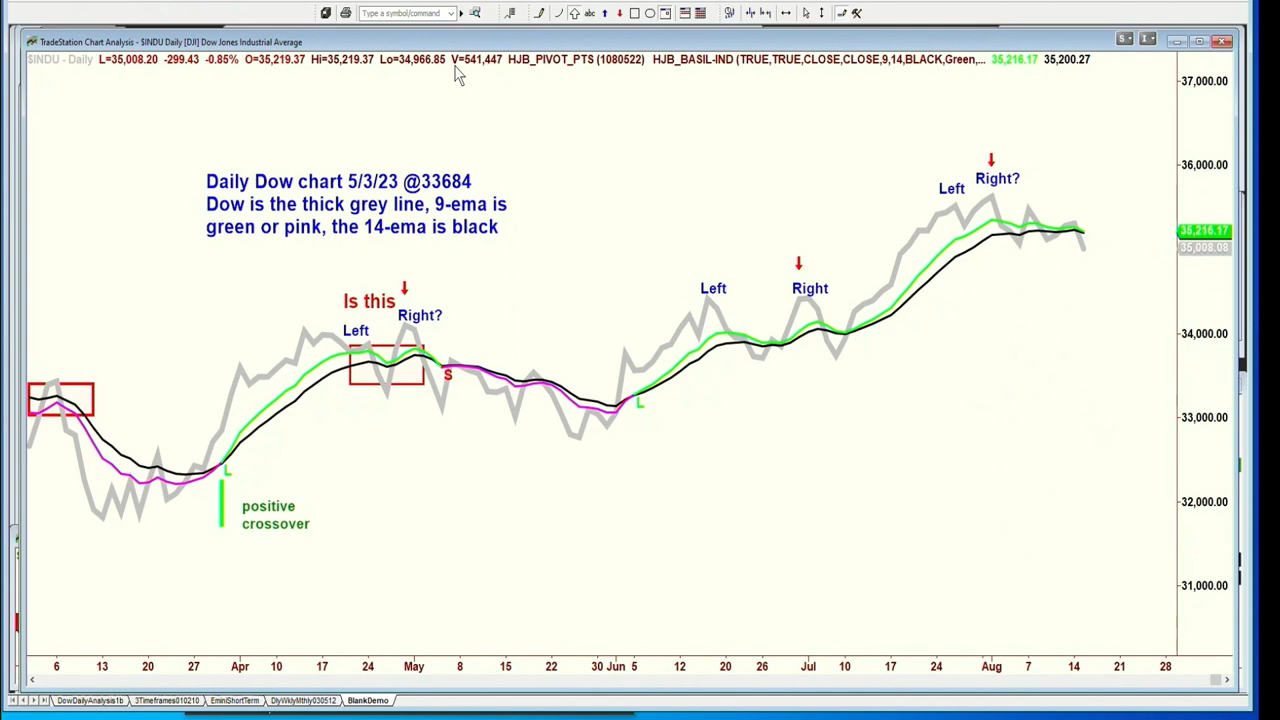 Type a symbol/command
abc
TradeStation Chart Analysis - $INDU Daily [DJI] Dow Jones Industrial Average
S
I
$INDU - Daily L=35,008.20 -299.43 -0.85% O=35,219.37 Hi=35,219.37 Lo=34,966.85 V=541,447 HJB_PIVOT_PTS (1080522) HJB_BASIL-IND (TRUE,TRUE,CLOSE,CLOSE,9,14,BLACK,Green,... 35,216.17 35,200.27
37,000.00
36,000.00
Daily Dow chart 5/3/23 @33684
Dow is the thick grey line, 9-ema is
green or pink, the 14-ema is black
Left
Right?
35,216.17
35,008.08
Is this
Left
Right?
Left
Right
34,000.00
S
L
33,000.00
L
positive
crossover
32,000.00
31,000.00
6 13 20 27 Apr 10 17 24 May 8 15 22 30 Jun 5 12 20 26 Jul 10 17 24 Aug 7 14 21 28
DowDailyAnalysis1b 3Timeframes010210 EminiShortTerm DlyWklyMthly030512 BlankDemo